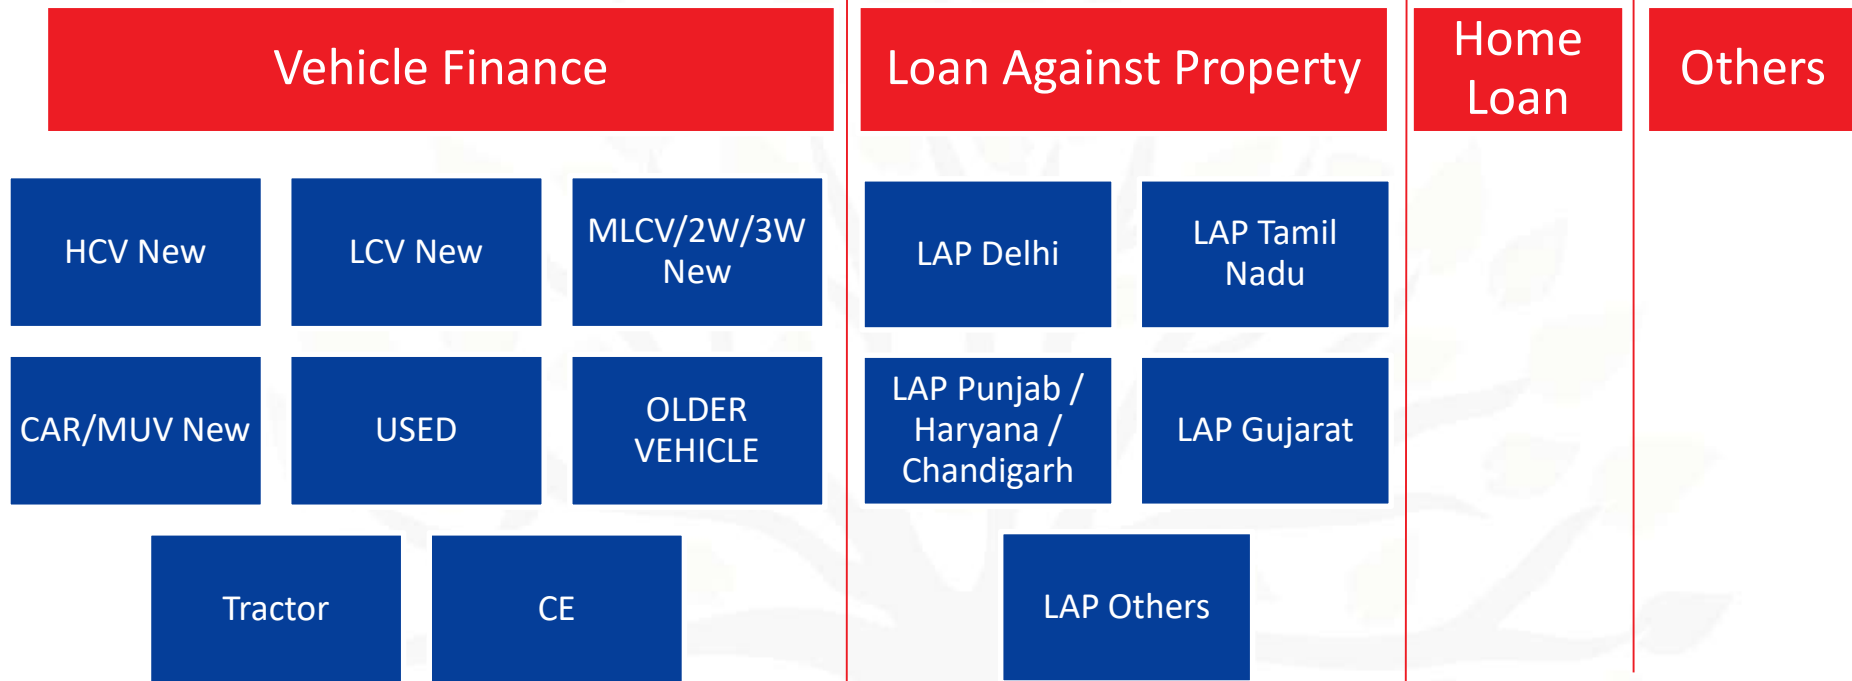 Vehicle Finance
Loan Against Property
Home
Loan
Others
HCV New
LCV New
MLCV/2W/3W
New
LAP Delhi
LAP Tamil
Nadu
CAR/MUV New
USED
OLDER
VEHICLE
LAP Punjab /
Haryana /
Chandigarh
LAP Gujarat
Tractor
CE
LAP Others